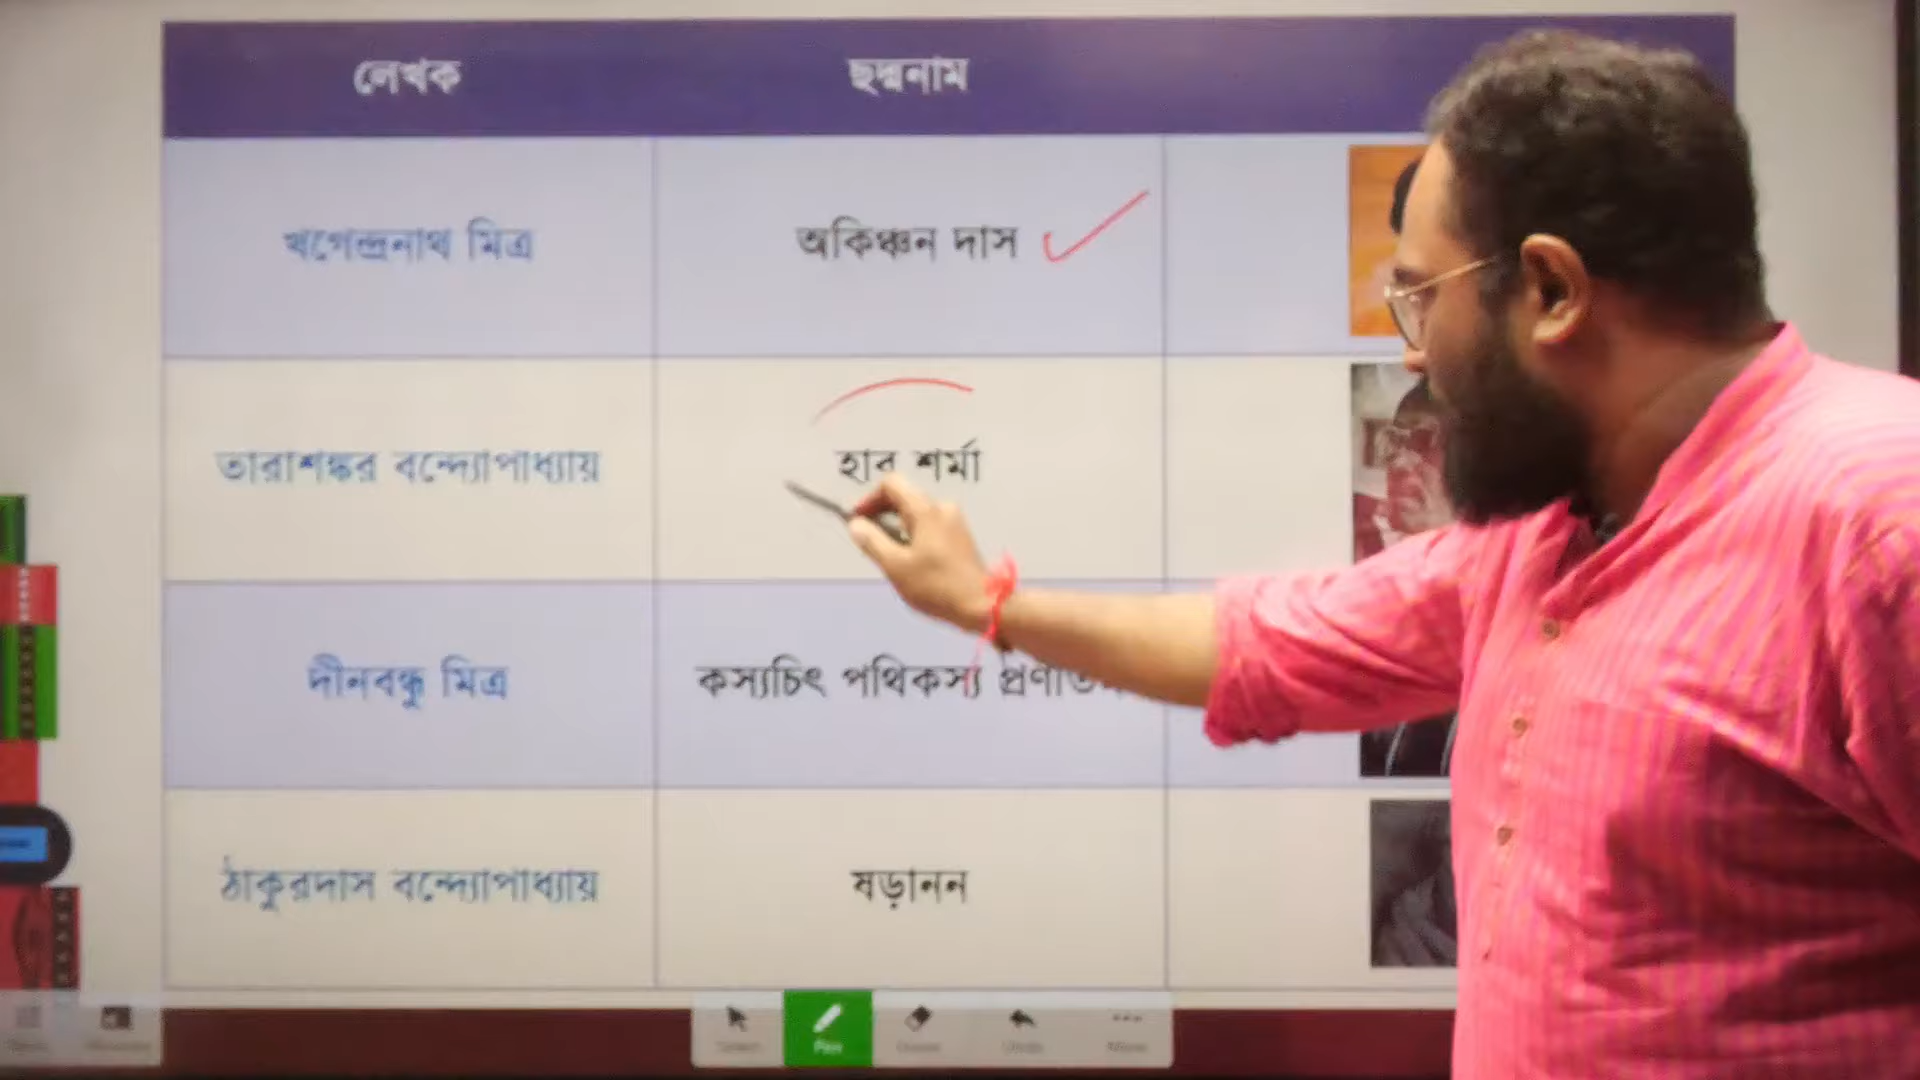 লেখক ছদ্মনাম
খগেন্দ্রনাথ মিত্র অকিঞ্চন দাস
তারাশঙ্কর বন্দ্যোপাধ্যায় শর্মা
দীনবন্ধু মিত্র কস্যচিৎ পথিকস্য
ঠাকুরদাস বন্দ্যোপাধ্যায় ষড়ানন
Pen